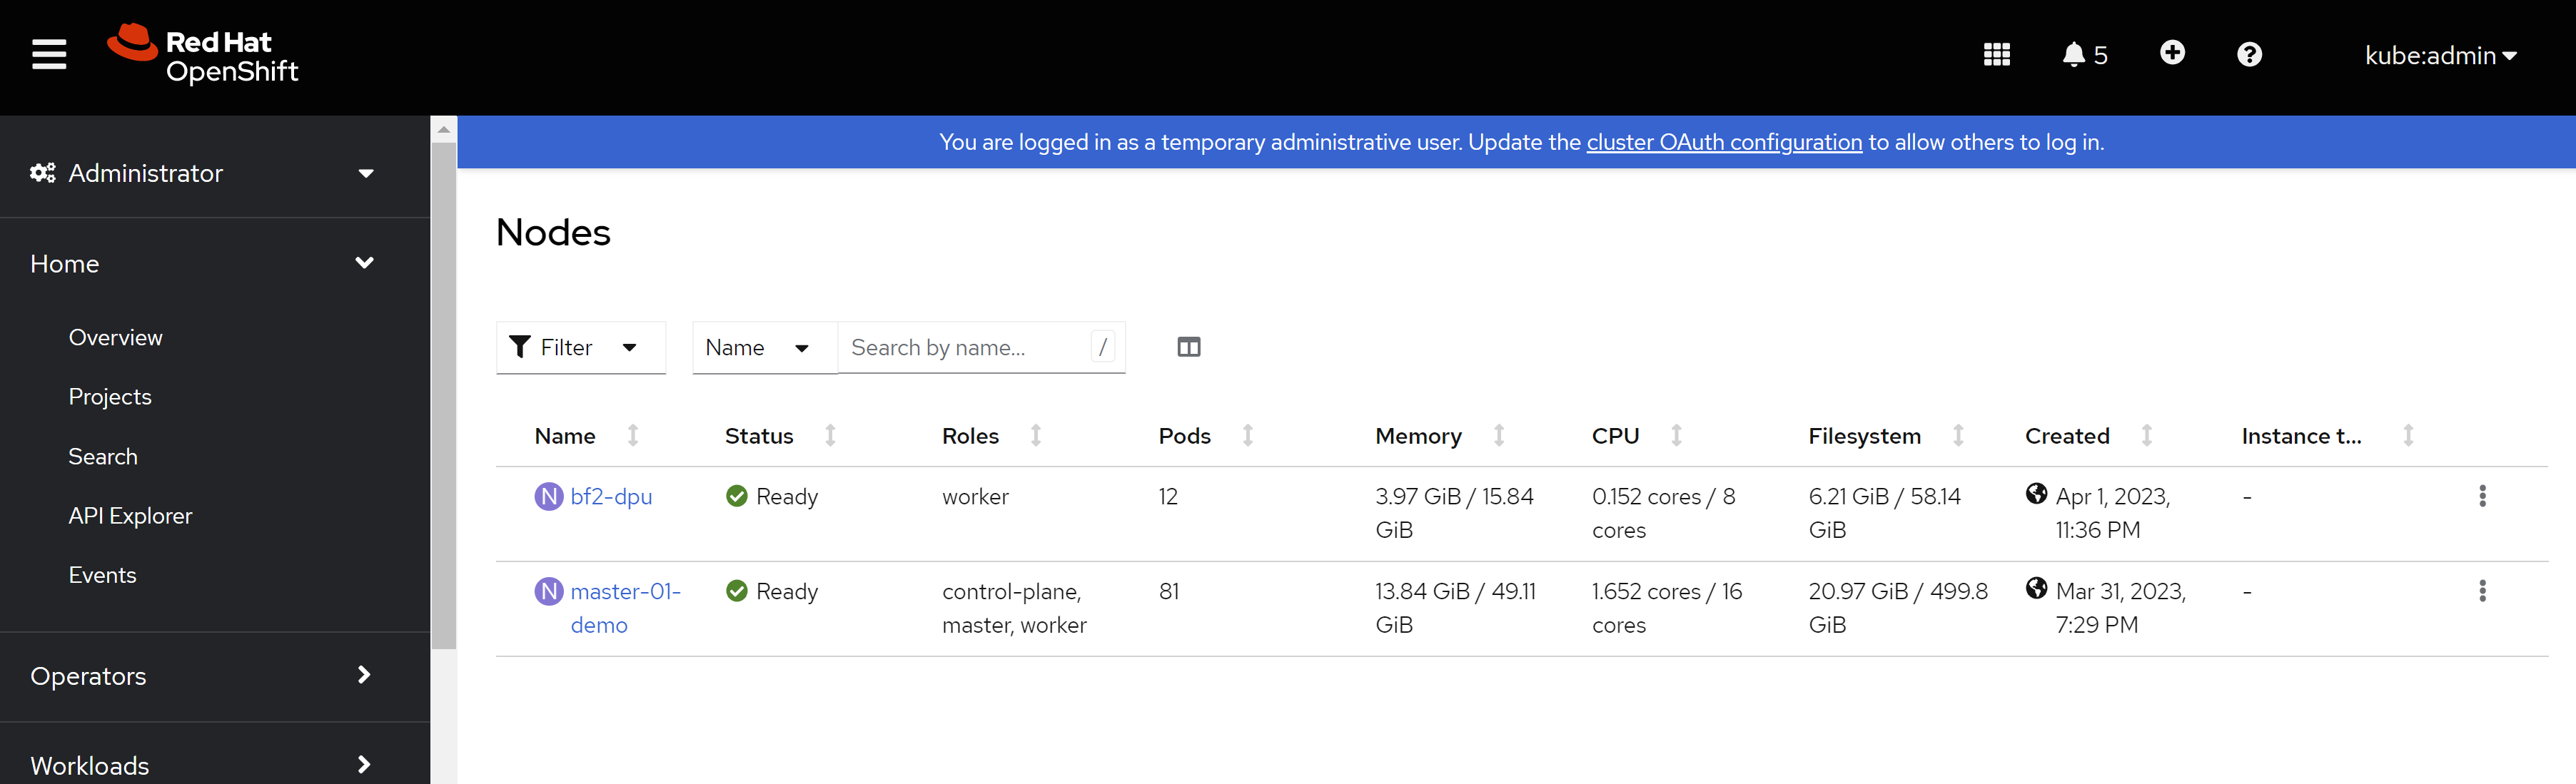 Red Hat
OpenShift
5
kube:admin
You are logged in as a temporary administrative user. Update the cluster OAuth configuration to allow others to log in.
Administrator
Home
Overview
Projects
Search
API Explorer
Events
Operators
Workloads
Nodes
Filter
Name
Search by name...
/
Name Status Roles Pods Memory CPU Filesystem Created Instance t...
N bf2-dpu Ready worker 12 3.97 GiB / 15.84 0.152 cores / 8 6.21 GiB / 58.14 Apr 1, 2023, -
GiB cores GiB 11:36 PM
N master-01- Ready control-plane, 81 13.84 GiB / 49.11 1.652 cores / 16 20.97 GiB / 499.8 Mar 31, 2023, -
demo master, worker GiB cores GiB 7:29 PM